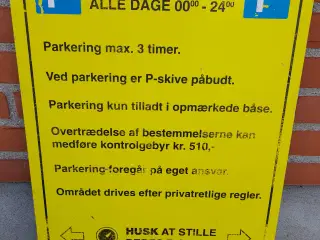 ALLE DAGE 00⁰⁰ - 24⁰⁰
Parkering max. 3 timer.
Ved parkering er P-skive påbudt.
Parkering kun tilladt i opmærkede båse.
Overtrædelse af bestemmelserne kan
medføre kontrolgebyr kr. 510,-
Parkering foregår på eget ansvar.
Området drives efter privatretlige regler.
HUSK AT STILLE